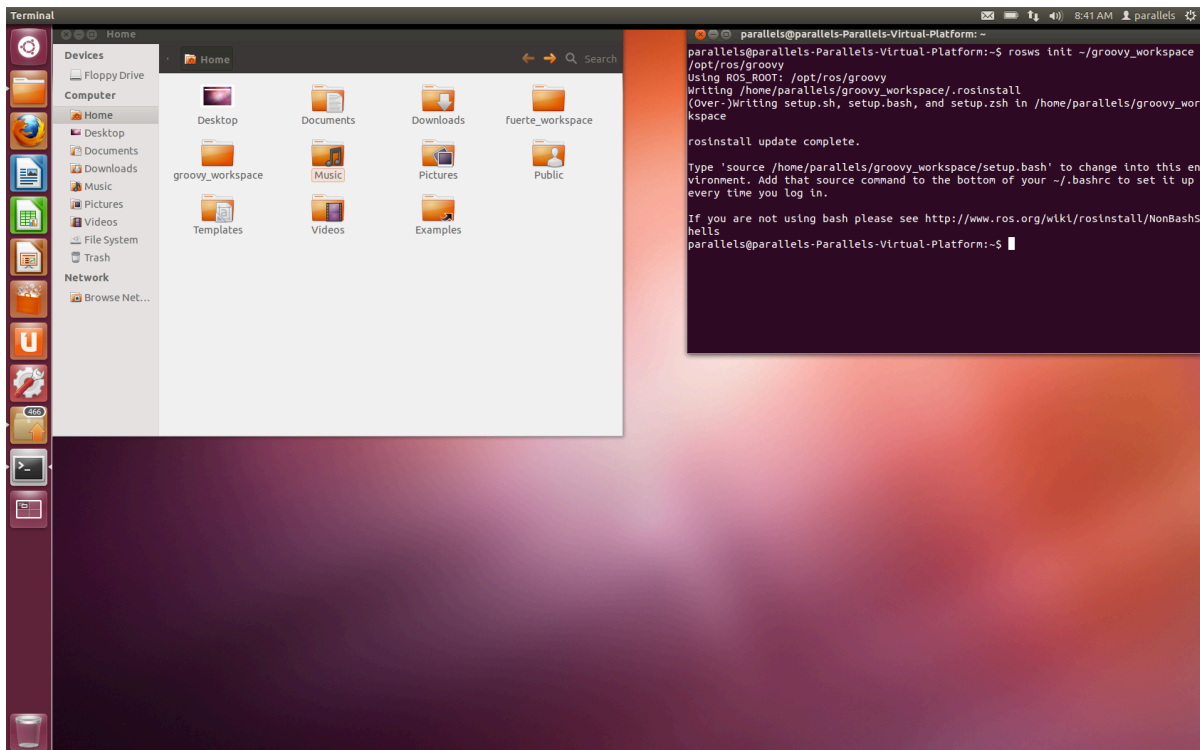 Terminal
8:41 AM parallels
Home
Devices
Floppy Drive
Computer
Home
Desktop
Documents
Downloads
Music
Pictures
Videos
File System
Trash
Network
Browse Net...
Home
Search
Desktop
Documents
Downloads
fuerte_workspace
groovy_workspace
Music
Pictures
Public
Templates
Videos
Examples
466
parallels@parallels-Parallels-Virtual-Platform: ~
parallels@parallels-Parallels-Virtual-Platform:~$ rosws init ~/groovy_workspace
/opt/ros/groovy
Using ROS_ROOT: /opt/ros/groovy
Writing /home/parallels/groovy_workspace/.rosinstall
(Over-)Writing setup.sh, setup.bash, and setup.zsh in /home/parallels/groovy_wor
kspace
rosinstall update complete.
Type 'source /home/parallels/groovy_workspace/setup.bash' to change into this en
vironment. Add that source command to the bottom of your ~/.bashrc to set it up
every time you log in.
If you are not using bash please see http://www.ros.org/wiki/rosinstall/NonBashS
hells
parallels@parallels-Parallels-Virtual-Platform:~$